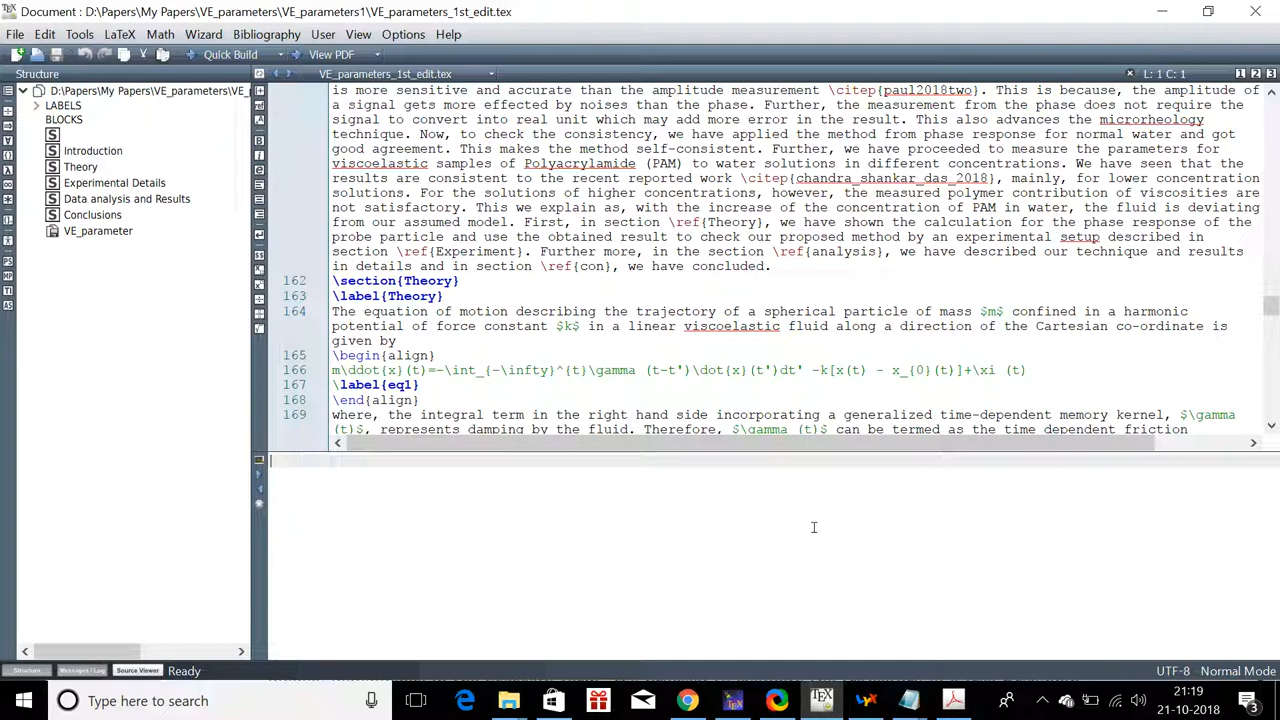 Document : D:\Papers\My Papers\VE_parameters\VE_parameters1\VE_parameters_1st_edit.tex
File Edit Tools LaTeX Math Wizard Bibliography User View Options Help
Quick Build View PDF
Structure
VE_parameters_1st_edit.tex
L: 1 C: 1
1 2 3
D:\Papers\My Papers\VE_parameters\VE_
LABELS
BLOCKS
Introduction
Theory
Experimental Details
Data analysis and Results
Conclusions
VE_parameter
is more sensitive and accurate than the amplitude measurement \citep{paul2018two}. This is because, the amplitude of
a signal gets more effected by noises than the phase. Further, the measurement from the phase does not require the
signal to convert into real unit which may add more error in the result. This also advances the microrheology
technique. Now, to check the consistency, we have applied the method from phase response for normal water and got
good agreement. This makes the method self-consistent. Further, we have proceeded to measure the parameters for
viscoelastic samples of Polyacrylamide (PAM) to water solutions in different concentrations. We have seen that the
results are consistent to the recent reported work \citep{chandra_shankar_das_2018}, mainly, for lower concentration
solutions. For the solutions of higher concentrations, however, the measured polymer contribution of viscosities are
not satisfactory. This we explain as, with the increase of the concentration of PAM in water, the fluid is deviating
from our assumed model. First, in section \ref{Theory}, we have shown the calculation for the phase response of the
probe particle and use the obtained result to check our proposed method by an experimental setup described in
section \ref{Experiment}. Further more, in the section \ref{analysis}, we have described our technique and results
in details and in section \ref{con}, we have concluded.
162 \section{Theory}
163 \label{Theory}
164 The equation of motion describing the trajectory of a spherical particle of mass $m$ confined in a harmonic
potential of force constant $k$ in a linear viscoelastic fluid along a direction of the Cartesian co-ordinate is
given by
165 \begin{align}
166 m\ddot{x}(t)=-\int_{-\infty}^{t}\gamma (t-t')\dot{x}(t')dt' -k[x(t) - x_{0}(t)]+\xi (t)
167 \label{eq1}
168 \end{align}
169 where, the integral term in the right hand side incorporating a generalized time-dependent memory kernel, $\gamma
(t)$, represents damping by the fluid. Therefore, $\gamma (t)$ can be termed as the time dependent friction
Structure Messages / Log Source Viewer Ready
UTF-8 Normal Mode
Type here to search
21:19
21-10-2018
3